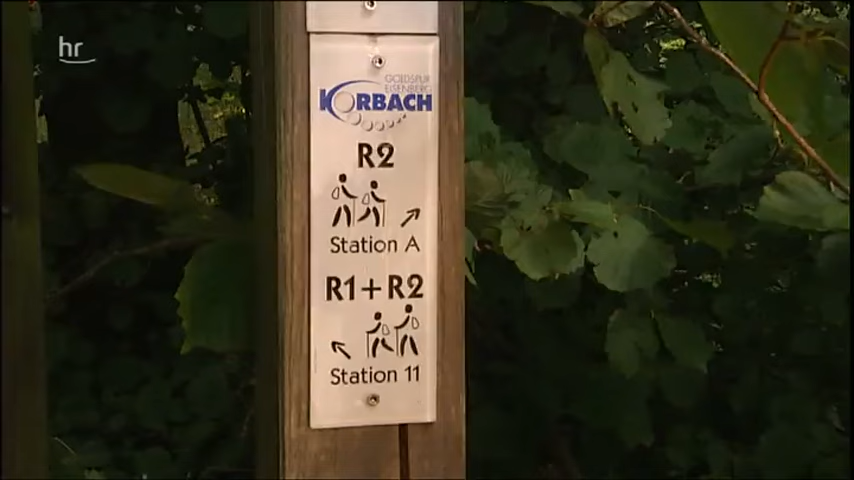 hr
GOLDSPUR
EISENBERG
KORBACH
R2
Station A
R1+R2
Station 11